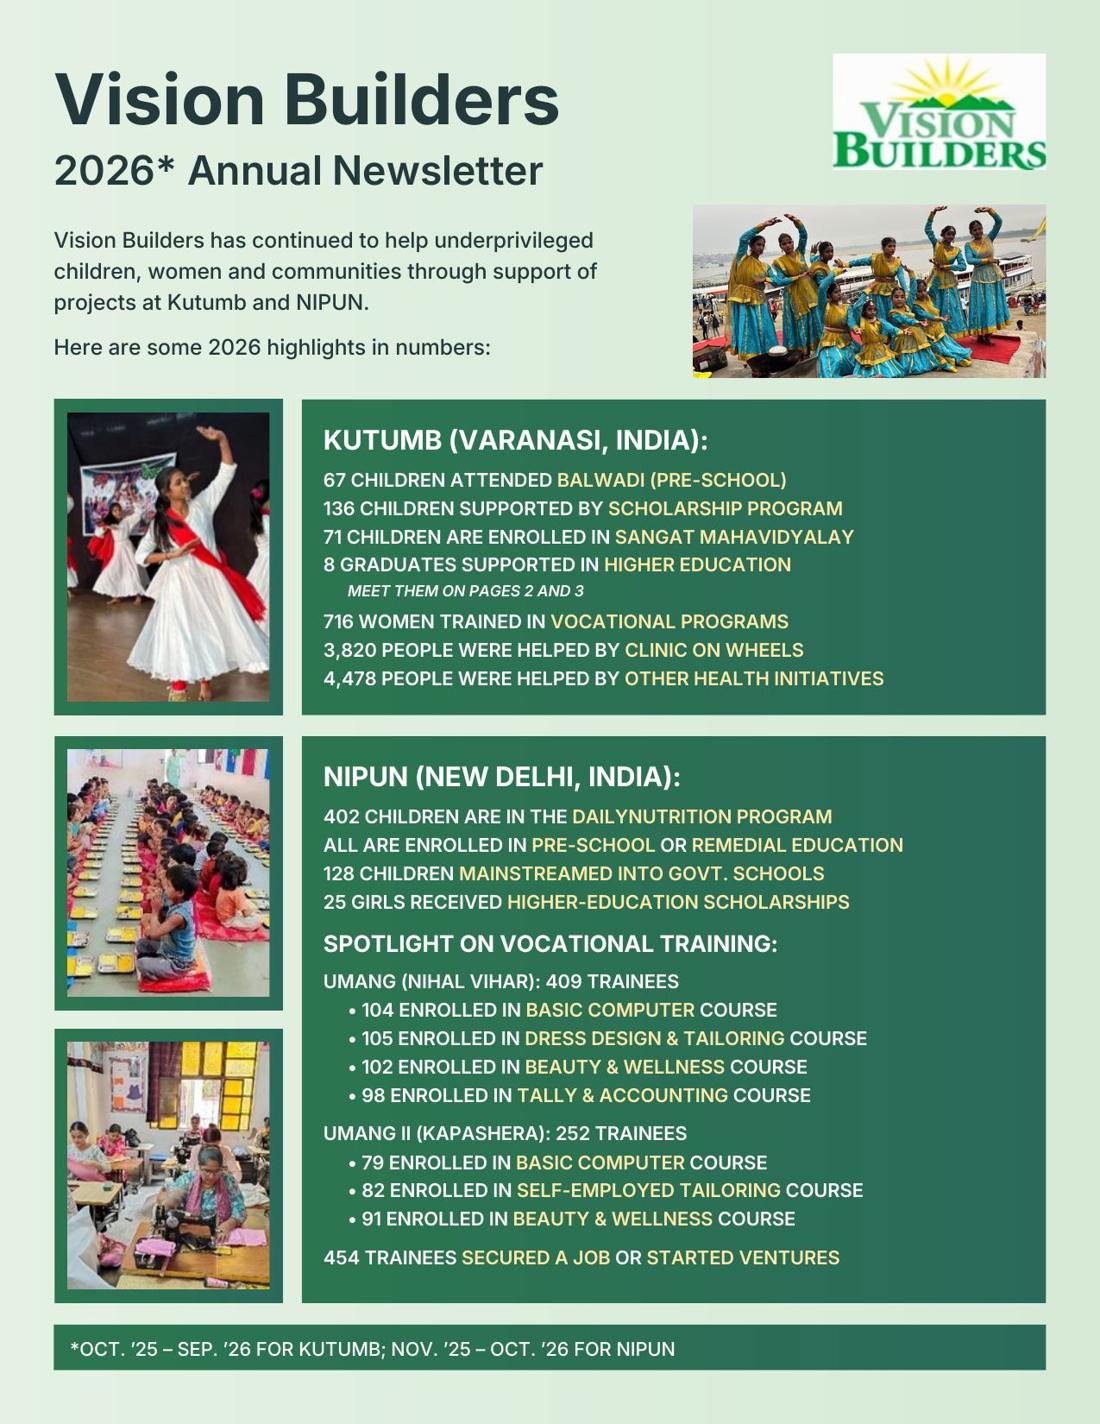 Vision Builders
2026* Annual Newsletter
VISION
BUILDERS
Vision Builders has continued to help underprivileged
children, women and communities through support of
projects at Kutumb and NIPUN.
Here are some 2026 highlights in numbers:
KUTUMB (VARANASI, INDIA):
67 CHILDREN ATTENDED BALWADI (PRE-SCHOOL)
136 CHILDREN SUPPORTED BY SCHOLARSHIP PROGRAM
71 CHILDREN ARE ENROLLED IN SANGAT MAHAVIDYALAY
8 GRADUATES SUPPORTED IN HIGHER EDUCATION
MEET THEM ON PAGES 2 AND 3
716 WOMEN TRAINED IN VOCATIONAL PROGRAMS
3,820 PEOPLE WERE HELPED BY CLINIC ON WHEELS
4,478 PEOPLE WERE HELPED BY OTHER HEALTH INITIATIVES
NIPUN (NEW DELHI, INDIA):
402 CHILDREN ARE IN THE DAILYNUTRITION PROGRAM
ALL ARE ENROLLED IN PRE-SCHOOL OR REMEDIAL EDUCATION
128 CHILDREN MAINSTREAMED INTO GOVT. SCHOOLS
25 GIRLS RECEIVED HIGHER-EDUCATION SCHOLARSHIPS
SPOTLIGHT ON VOCATIONAL TRAINING:
UMANG (NIHAL VIHAR): 409 TRAINEES
• 104 ENROLLED IN BASIC COMPUTER COURSE
• 105 ENROLLED IN DRESS DESIGN & TAILORING COURSE
• 102 ENROLLED IN BEAUTY & WELLNESS COURSE
• 98 ENROLLED IN TALLY & ACCOUNTING COURSE
UMANG II (KAPASHERA): 252 TRAINEES
• 79 ENROLLED IN BASIC COMPUTER COURSE
• 82 ENROLLED IN SELF-EMPLOYED TAILORING COURSE
• 91 ENROLLED IN BEAUTY & WELLNESS COURSE
454 TRAINEES SECURED A JOB OR STARTED VENTURES
*OCT. ’25 – SEP. ’26 FOR KUTUMB; NOV. ’25 – OCT. ’26 FOR NIPUN